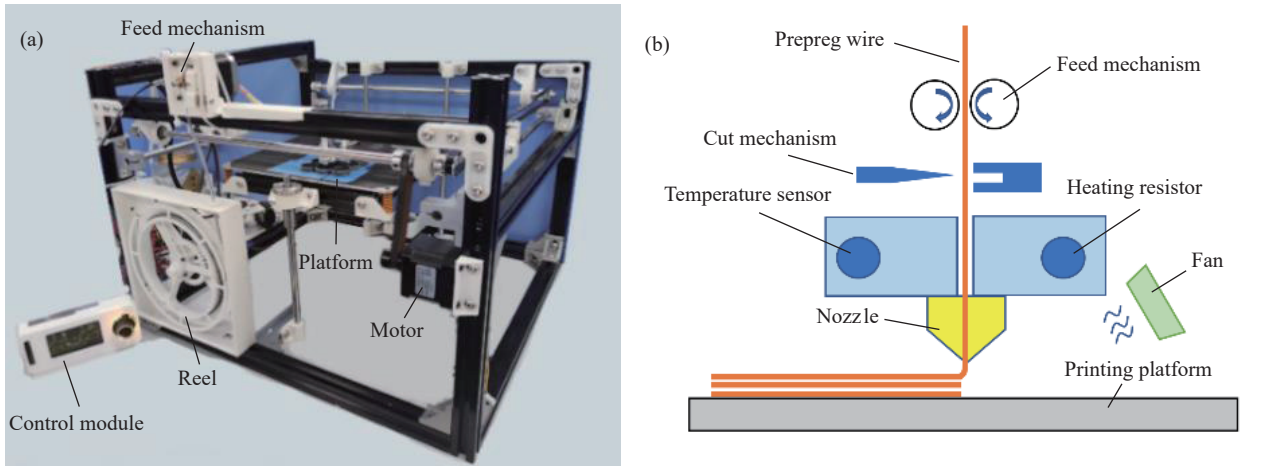 (a)
Feed mechanism
Platform
Motor
Reel
Control module
(b)
Prepreg wire
Feed mechanism
Cut mechanism
Temperature sensor
Heating resistor
Fan
Nozzle
Printing platform